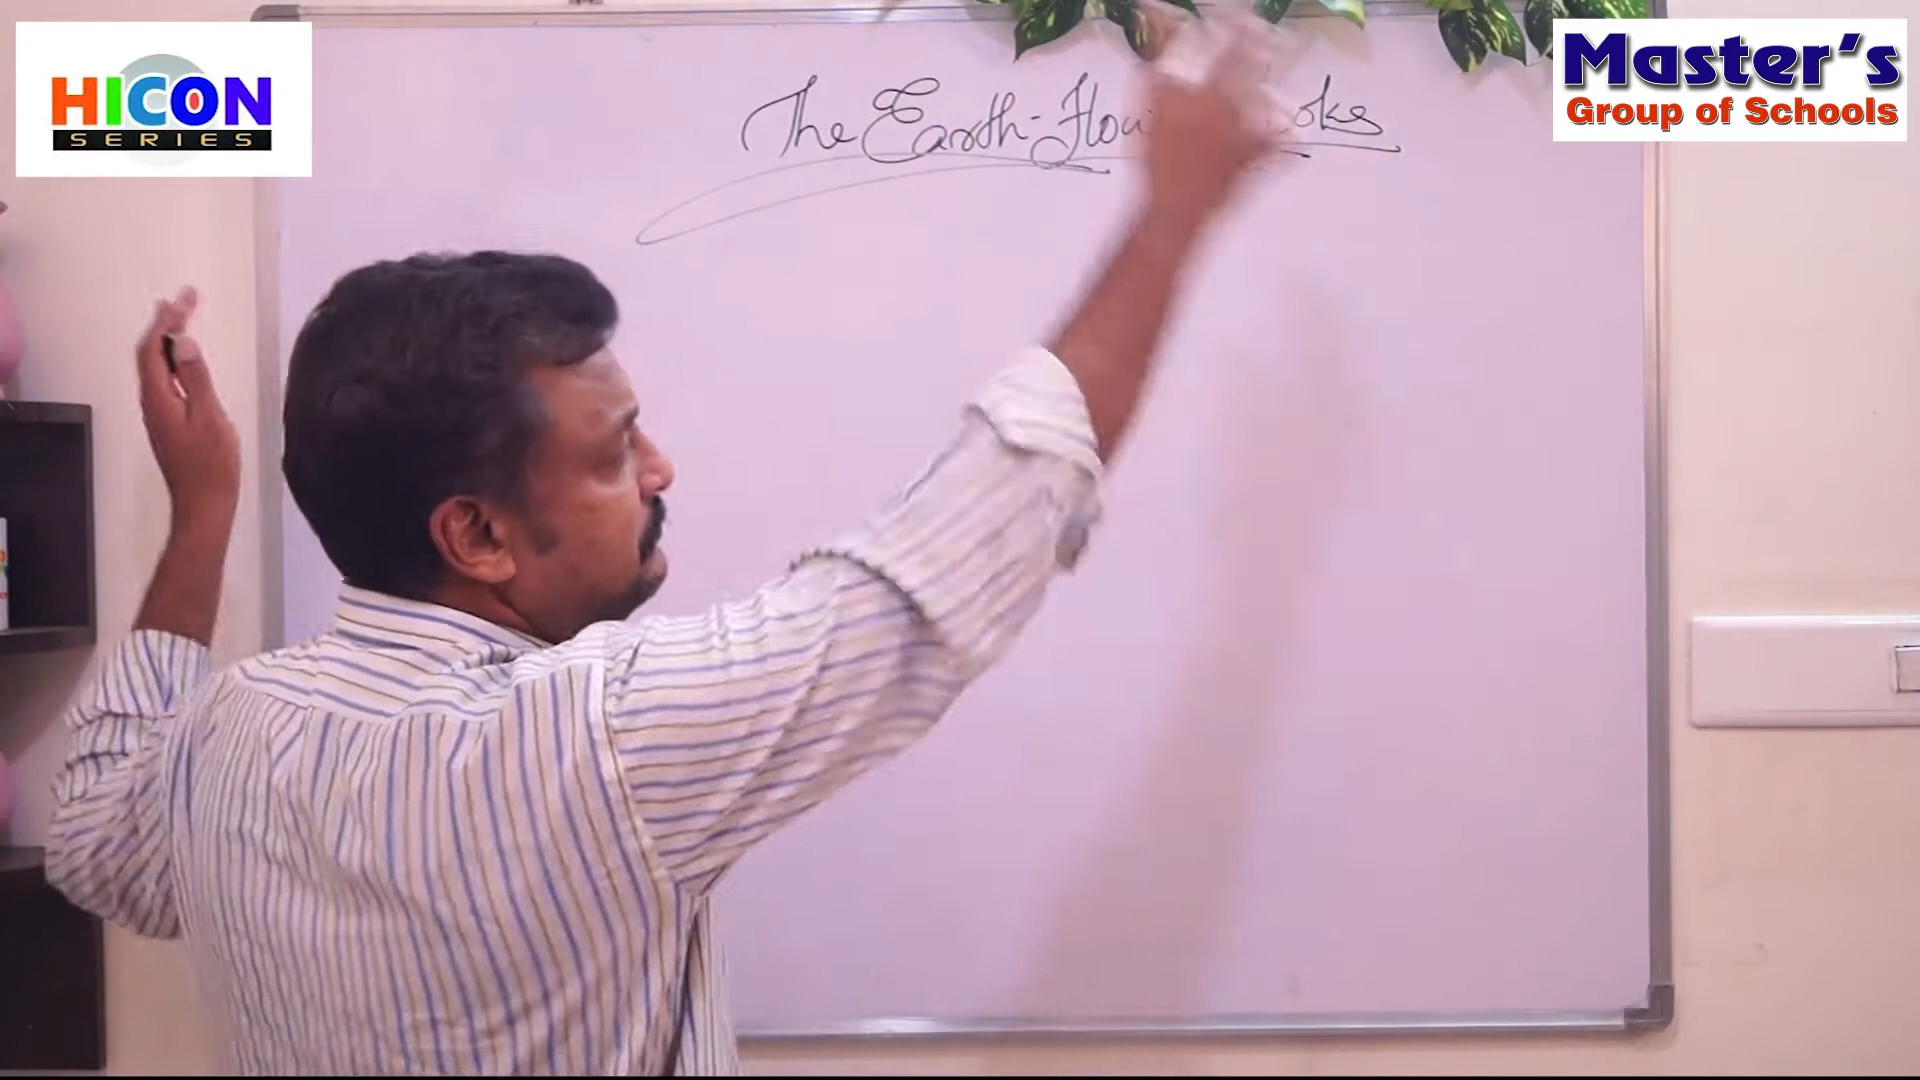 HICON
SERIES
Master's
Group of Schools
The Earth-